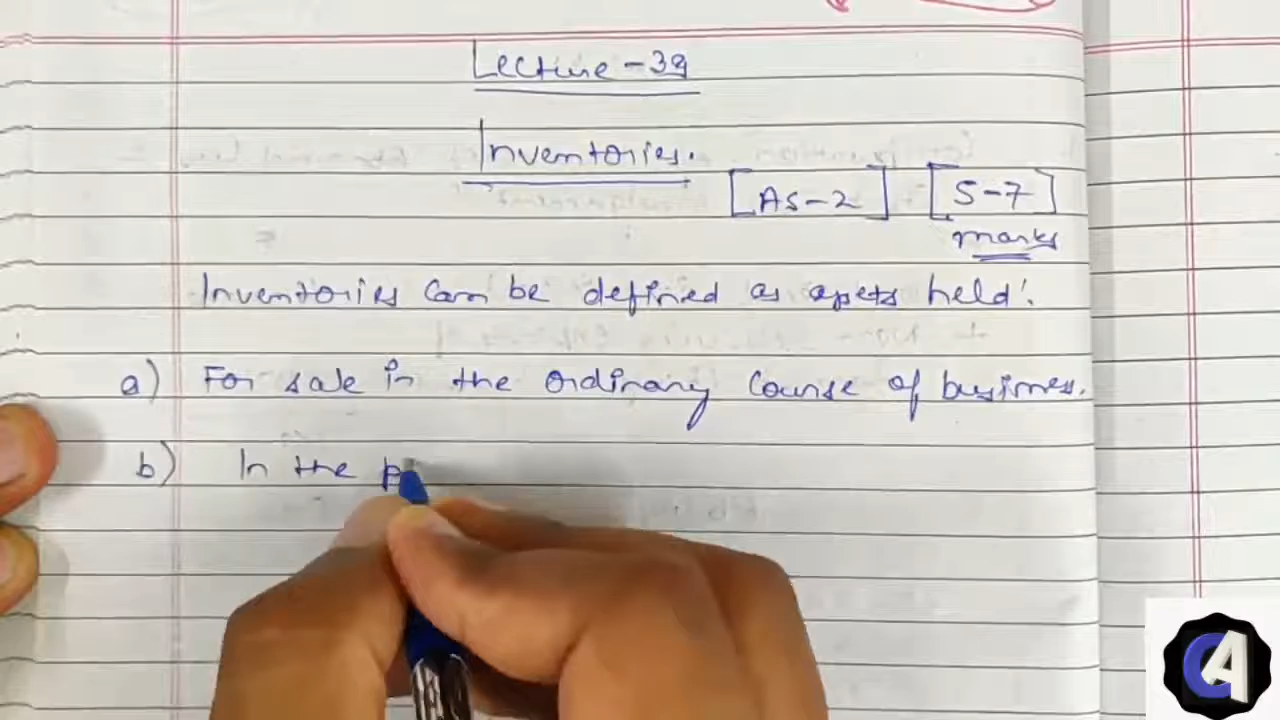 Lecture - 39
Inventories.
[AS-2] [5-7]
marks
Inventories can be defined as assets held:
a) For sale in the ordinary course of business.
b) In the p
CA